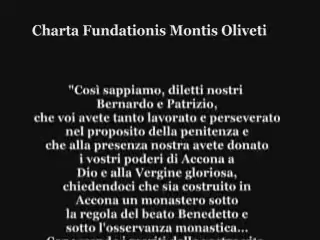 Charta Fundationis Montis Oliveti
"Così sappiamo, diletti nostri
Bernardo e Patrizio,
che voi avete tanto lavorato e perseverato
nel proposito della penitenza e
che alla presenza nostra avete donato
i vostri poderi di Accona a
Dio e alla Vergine gloriosa,
chiedendoci che sia costruito in
Accona un monastero sotto
la regola del beato Benedetto e
sotto l'osservanza monastica...